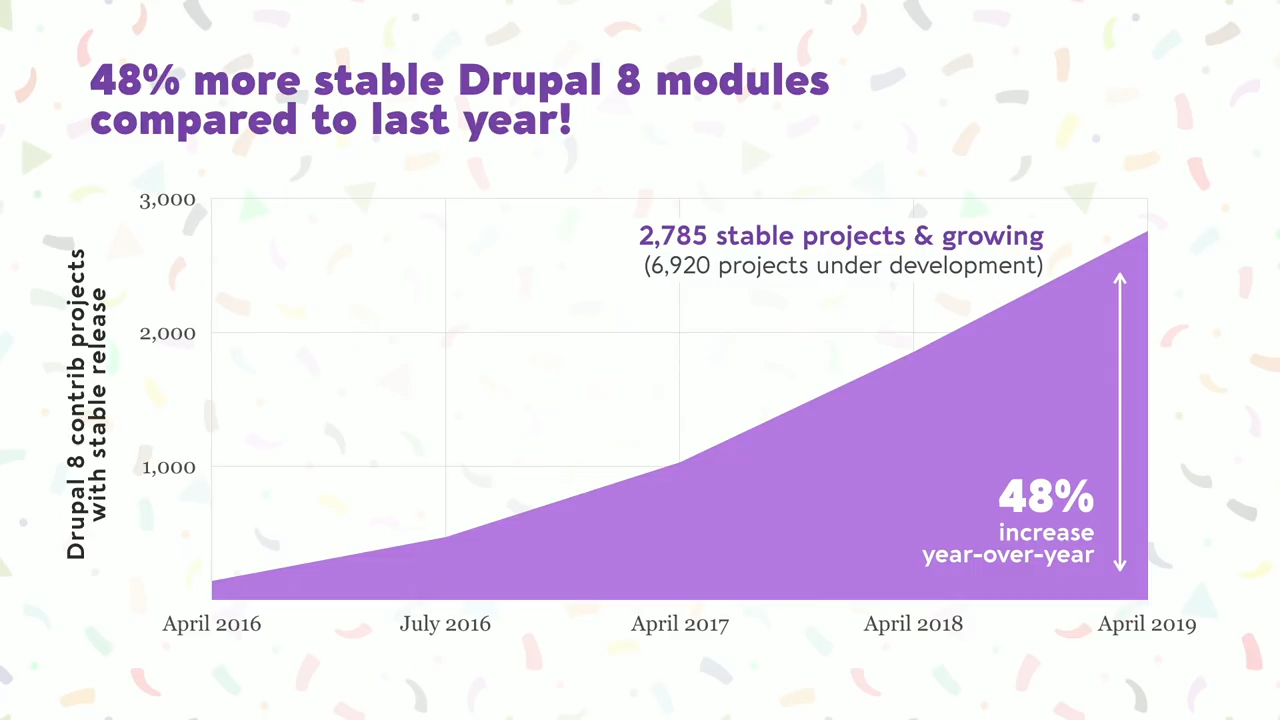 48% more stable Drupal 8 modules
compared to last year!
Drupal 8 contrib projects
with stable release
3,000
2,000
1,000
2,785 stable projects & growing
(6,920 projects under development)
48%
increase
year-over-year
April 2016
July 2016
April 2017
April 2018
April 2019